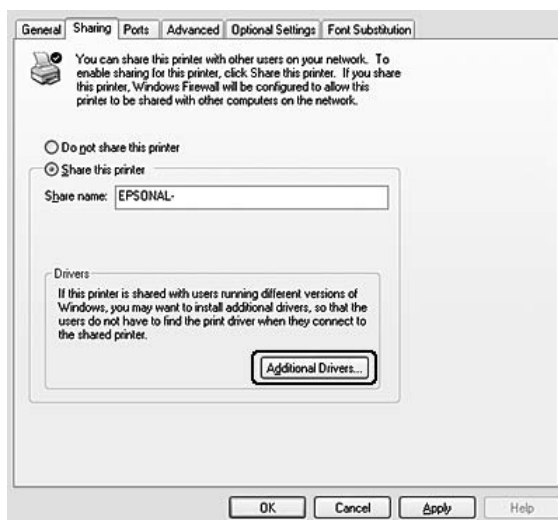 General Sharing Ports Advanced Optional Settings Font Substitution
You can share this printer with other users on your network. To
enable sharing for this printer, click Share this printer. If you share
this printer, Windows Firewall will be configured to allow this
printer to be shared with other computers on the network.
Do not share this printer
Share this printer
Share name: EPSONAL-
Drivers
If this printer is shared with users running different versions of
Windows, you may want to install additional drivers, so that the
users do not have to find the print driver when they connect to
the shared printer.
Additional Drivers...
OK Cancel Apply Help